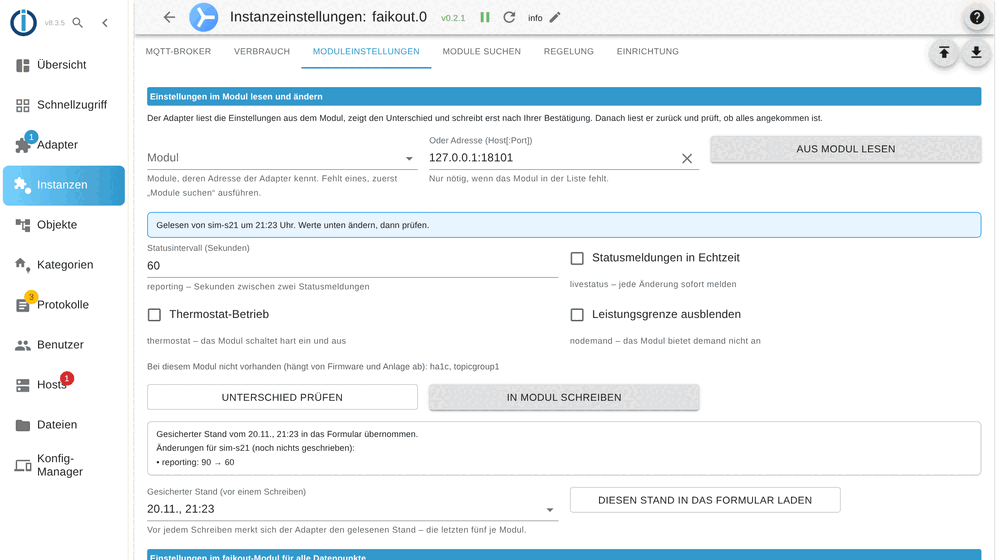 v8.3.5
Instanzeinstellungen: faikout.0
v0.2.1
info
Übersicht
Schnellzugriff
1
Adapter
Instanzen
Objekte
Kategorien
3
Protokolle
Benutzer
1
Hosts
Dateien
Konfig-
Manager
MQTT-BROKER
VERBRAUCH
MODULEINSTELLUNGEN
MODULE SUCHEN
REGELUNG
EINRICHTUNG
Einstellungen im Modul lesen und ändern
Der Adapter liest die Einstellungen aus dem Modul, zeigt den Unterschied und schreibt erst nach Ihrer Bestätigung. Danach liest er zurück und prüft, ob alles angekommen ist.
Modul
Module, deren Adresse der Adapter kennt. Fehlt eines, zuerst
„Module suchen“ ausführen.
Oder Adresse (Host[:Port])
127.0.0.1:18101
Nur nötig, wenn das Modul in der Liste fehlt.
AUS MODUL LESEN
Gelesen von sim-s21 um 21:23 Uhr. Werte unten ändern, dann prüfen.
Statusintervall (Sekunden)
60
reporting – Sekunden zwischen zwei Statusmeldungen
Statusmeldungen in Echtzeit
livestatus – jede Änderung sofort melden
Thermostat-Betrieb
thermostat – das Modul schaltet hart ein und aus
Leistungsgrenze ausblenden
nodemand – das Modul bietet demand nicht an
Bei diesem Modul nicht vorhanden (hängt von Firmware und Anlage ab): ha1c, topicgroup1
UNTERSCHIED PRÜFEN
IN MODUL SCHREIBEN
Gesicherter Stand vom 20.11., 21:23 in das Formular übernommen.
Änderungen für sim-s21 (noch nichts geschrieben):
• reporting: 90 → 60
Gesicherter Stand (vor einem Schreiben)
20.11., 21:23
Vor jedem Schreiben merkt sich der Adapter den gelesenen Stand – die letzten fünf je Modul.
DIESEN STAND IN DAS FORMULAR LADEN
Einstellungen im faikout-Modul für alle Datenpunkte